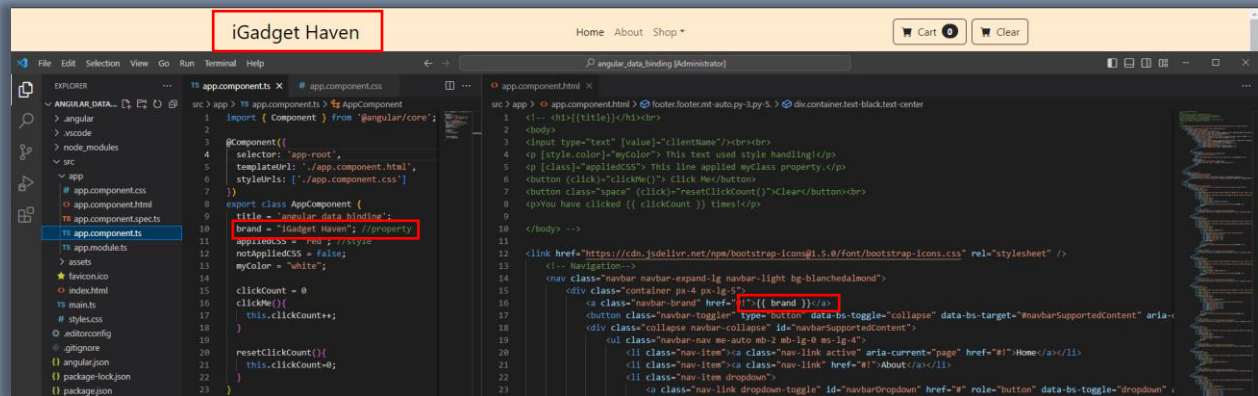 iGadget Haven
Home About Shop
Cart 0 Clear
File Edit Selection View Go Run Terminal Help
angular_data_binding [Administrator]
EXPLORER
ANGULAR_DATA...
> .angular
> .vscode
> node_modules
src
app
# app.component.css
app.component.html
TS app.component.spec.ts
TS app.component.ts
TS app.module.ts
> assets
favicon.ico
index.html
TS main.ts
# styles.css
.editorconfig
.gitignore
{} angular.json
{} package-lock.json
{} package.json
TS app.component.ts X # app.component.css
src > app > TS app.component.ts > AppComponent
1 import { Component } from '@angular/core';
2
3 @Component({
4 selector: 'app-root',
5 templateUrl: './app.component.html',
6 styleUrls: ['./app.component.css']
7 })
8 export class AppComponent {
9 title = 'angular data binding';
10 brand = "iGadget Haven"; //property
11 appliedCSS = 'red'; //style
12 notAppliedCSS = false;
13 myColor = "white";
14
15 clickCount = 0
16 clickMe(){
17 this.clickCount++;
18 }
19
20 resetClickCount(){
21 this.clickCount=0;
22 }
23 }
app.component.html X
src > app > app.component.html > footer.footer.mt-auto.py-3.py-5. > div.container.text-black.text-center
1 <!-- <h1>{{title}}</h1><br>
2 <body>
3 <input type="text" [value]="clientName"/><br><br>
4 <p [style.color]="myColor"> This text used style handling!</p>
5 <p [class]="appliedCSS"> This line applied myClass property.</p>
6 <button (click)="clickMe()"> Click Me</button>
7 <button class="space" (click)="resetClickCount()">Clear</button><br>
8 <p>You have clicked {{ clickCount }} times!</p>
9
10 </body> -->
11
12 <link href="https://cdn.jsdelivr.net/npm/bootstrap-icons@1.5.0/font/bootstrap-icons.css" rel="stylesheet" />
13 <!-- Navigation-->
14 <nav class="navbar navbar-expand-lg navbar-light bg-blanchedalmond">
15 <div class="container px-4 px-lg-5">
16 <a class="navbar-brand" href="#!">{{ brand }}</a>
17 <button class="navbar-toggler" type="button" data-bs-toggle="collapse" data-bs-target="#navbarSupportedContent"
18 <div class="collapse navbar-collapse" id="navbarSupportedContent">
19 <ul class="navbar-nav me-auto mb-2 mb-lg-0 ms-lg-4">
20 <li class="nav-item"><a class="nav-link active" aria-current="page" href="#!">Home</a></li>
21 <li class="nav-item"><a class="nav-link" href="#!">About</a></li>
22 <li class="nav-item dropdown">
23 <a class="nav-link dropdown-toggle" id="navbarDropdown" href="#" role="button" data-bs-toggle="dropdown"